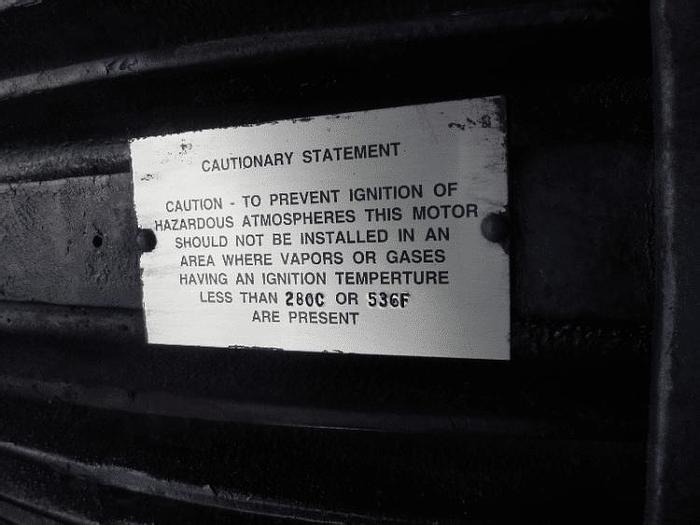 CAUTIONARY STATEMENT
CAUTION - TO PREVENT IGNITION OF
HAZARDOUS ATMOSPHERES THIS MOTOR
SHOULD NOT BE INSTALLED IN AN
AREA WHERE VAPORS OR GASES
HAVING AN IGNITION TEMPERTURE
LESS THAN 280C OR 536F
ARE PRESENT